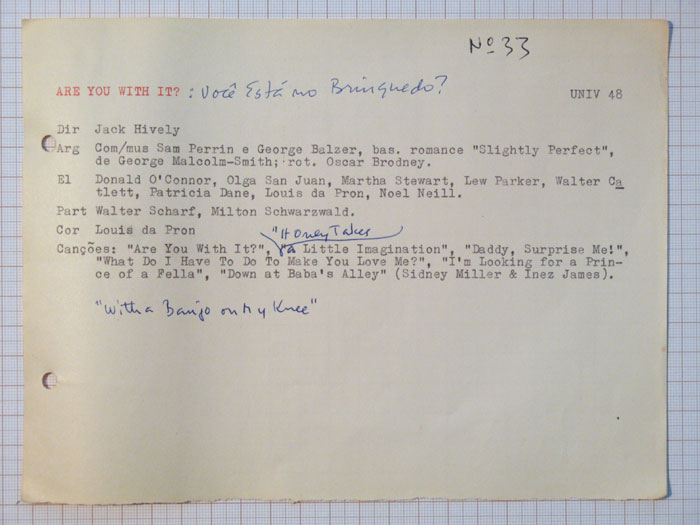 Nº 33
ARE YOU WITH IT? : Você Está no Brinquedo? UNIV 48
Dir Jack Hively
Arg Com/mus Sam Perrin e George Balzer, bas. romance "Slightly Perfect",
de George Malcolm-Smith; rot. Oscar Brodney.
El Donald O'Connor, Olga San Juan, Martha Stewart, Lew Parker, Walter Ca
tlett, Patricia Dane, Louis da Pron, Noel Neill.
Part Walter Scharf, Milton Schwarzwald.
Cor Louis da Pron
"Honey Takes
Canções: "Are You With It?", "a Little Imagination", "Daddy, Surprise Me!",
"What Do I Have To Do To Make You Love Me?", "I'm Looking for a Prin-
ce of a Fella", "Down at Baba's Alley" (Sidney Miller & Inez James).
"With a Banjo on My Knee"